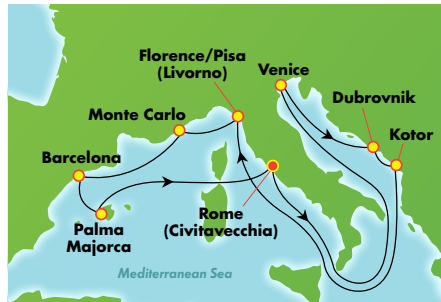 Florence/Pisa
(Livorno)
Venice
Dubrovnik
Monte Carlo
Kotor
Barcelona
Rome
(Civitavecchia)
Palma
Majorca
Mediterranean Sea